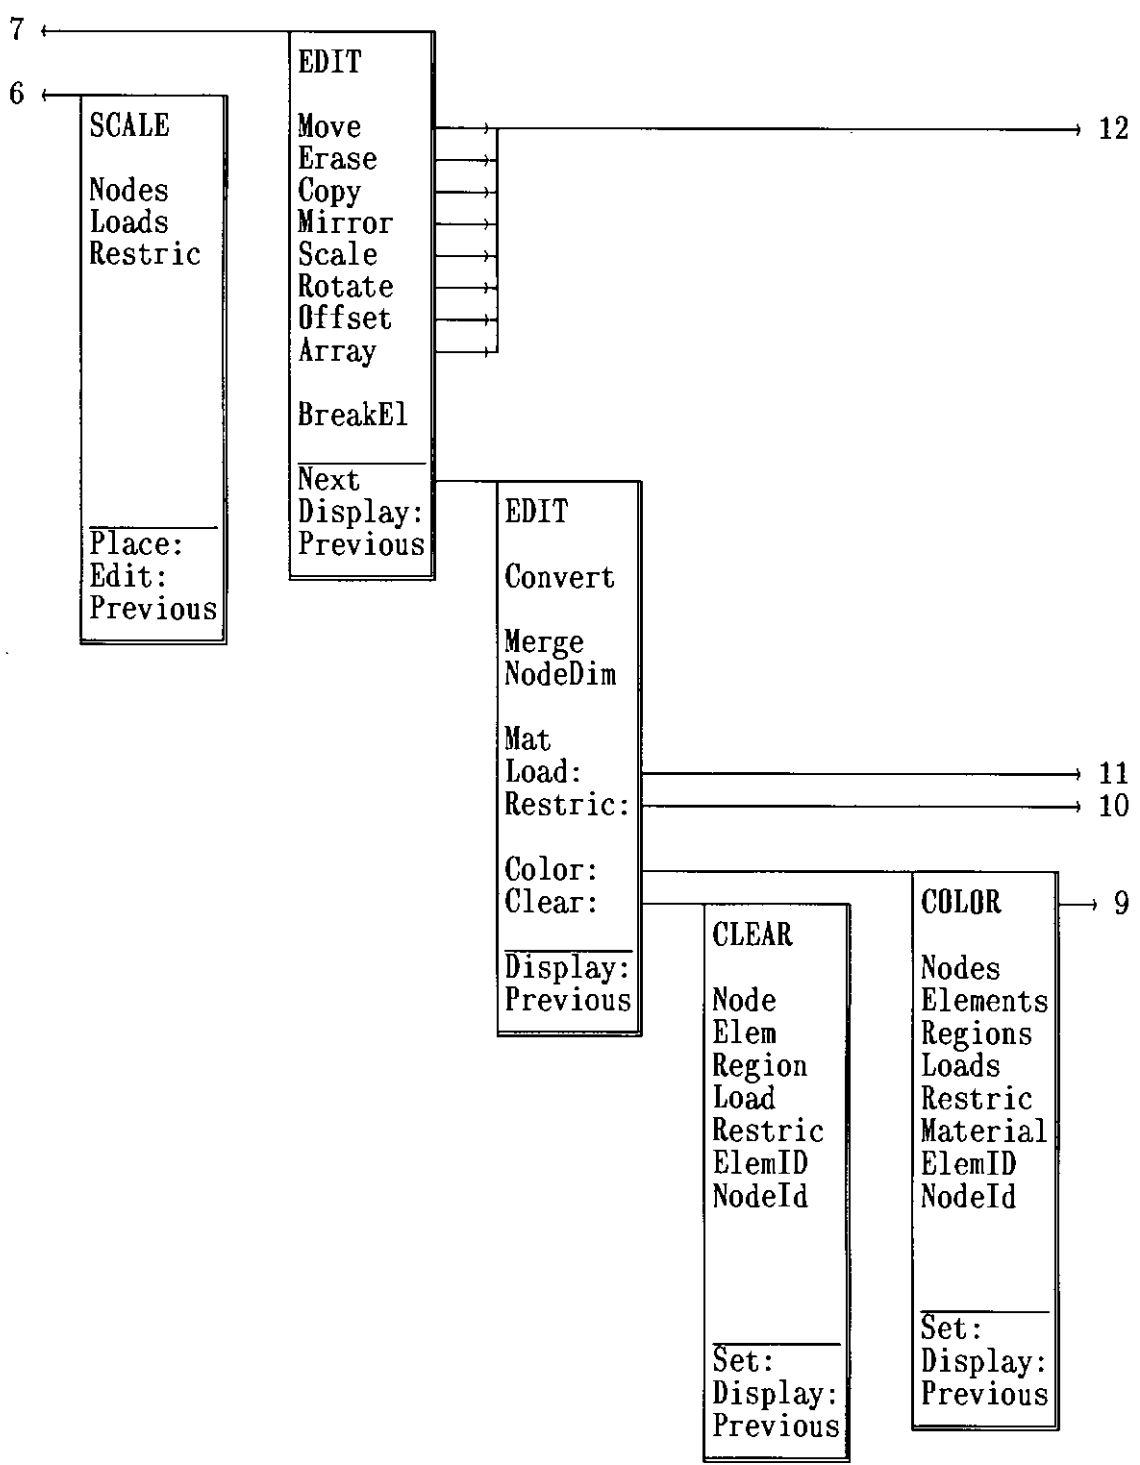 7
EDIT
Move
Erase
Copy
Mirror
Scale
Rotate
Offset
Array
BreakEl
Next
Display:
Previous
12
6
SCALE
Nodes
Loads
Restric
Place:
Edit:
Previous
EDIT
Convert
Merge
NodeDim
Mat
Load:
Restric:
Color:
Clear:
Display:
Previous
11
10
CLEAR
Node
Elem
Region
Load
Restric
ElemID
NodeId
Set:
Display:
Previous
COLOR
Nodes
Elements
Regions
Loads
Restric
Material
ElemID
NodeId
Set:
Display:
Previous
9